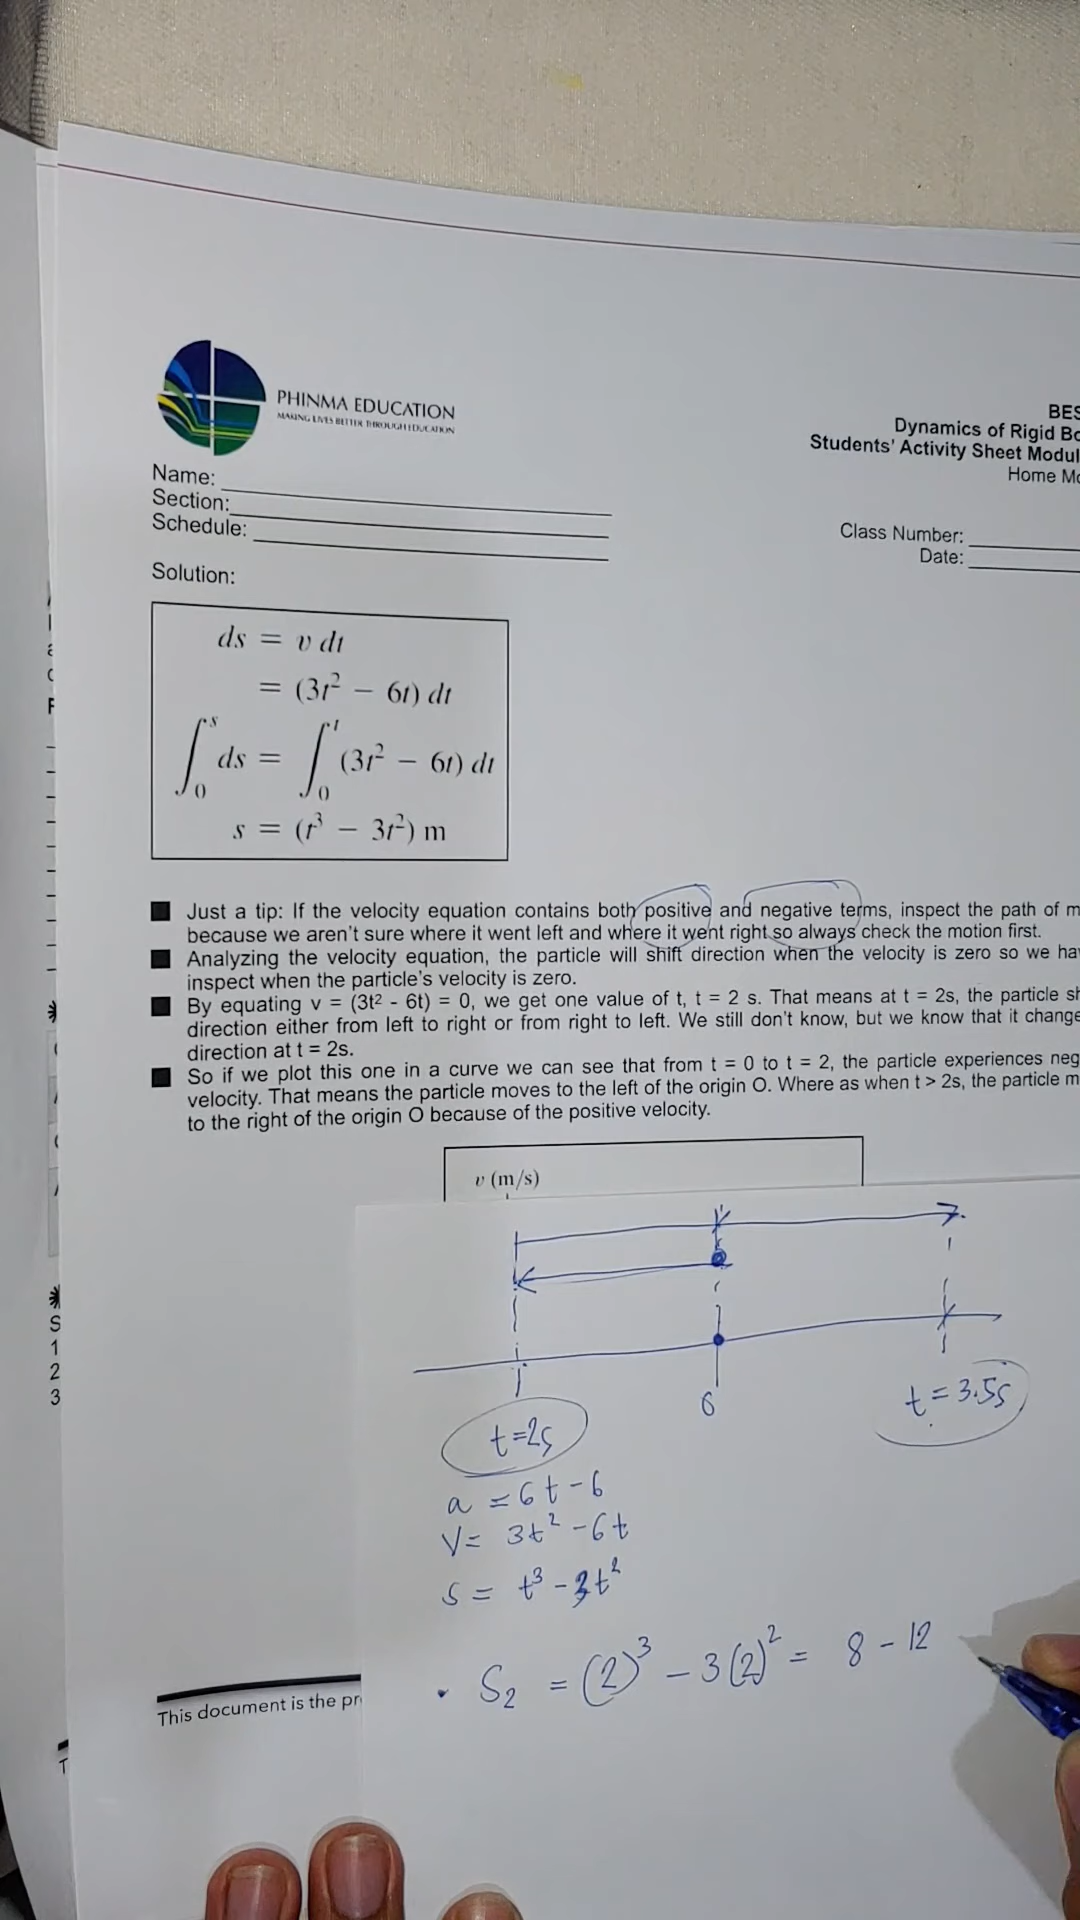 PHINMA EDUCATION
MAKING LIVES BETTER THROUGH EDUCATION
BES
Dynamics of Rigid Bo
Students' Activity Sheet Modul
Home Mo
Name:
Section:
Schedule:
Class Number:
Date:
Solution:
ds = v dt
= (3t² − 6t) dt
∫₀ˢ ds = ∫₀ᵗ (3t² − 6t) dt
s = (t³ − 3t²) m
■ Just a tip: If the velocity equation contains both positive and negative terms, inspect the path of m
because we aren't sure where it went left and where it went right so always check the motion first.
■ Analyzing the velocity equation, the particle will shift direction when the velocity is zero so we hav
inspect when the particle's velocity is zero.
■ By equating v = (3t2 - 6t) = 0, we get one value of t, t = 2 s. That means at t = 2s, the particle sh
direction either from left to right or from right to left. We still don't know, but we know that it change
direction at t = 2s.
■ So if we plot this one in a curve we can see that from t = 0 to t = 2, the particle experiences neg
velocity. That means the particle moves to the left of the origin O. Where as when t > 2s, the particle m
to the right of the origin O because of the positive velocity.
v (m/s)
0
t = 3.5s
t=2s
a = 6t-6
V= 3t² -6t
s = t³ -3t²
. S₂ = (2)³ - 3(2)² = 8 - 12
This document is the pr
S
1
2
3
T